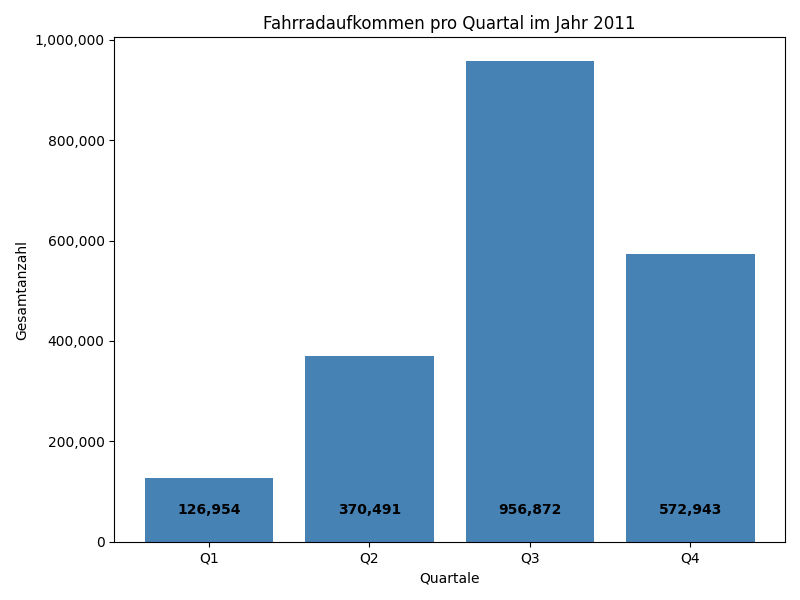 Fahrradaufkommen pro Quartal im Jahr 2011
Gesamtanzahl
1,000,000
800,000
600,000
400,000
200,000
0
126,954 370,491 956,872 572,943
Q1 Q2 Q3 Q4
Quartale